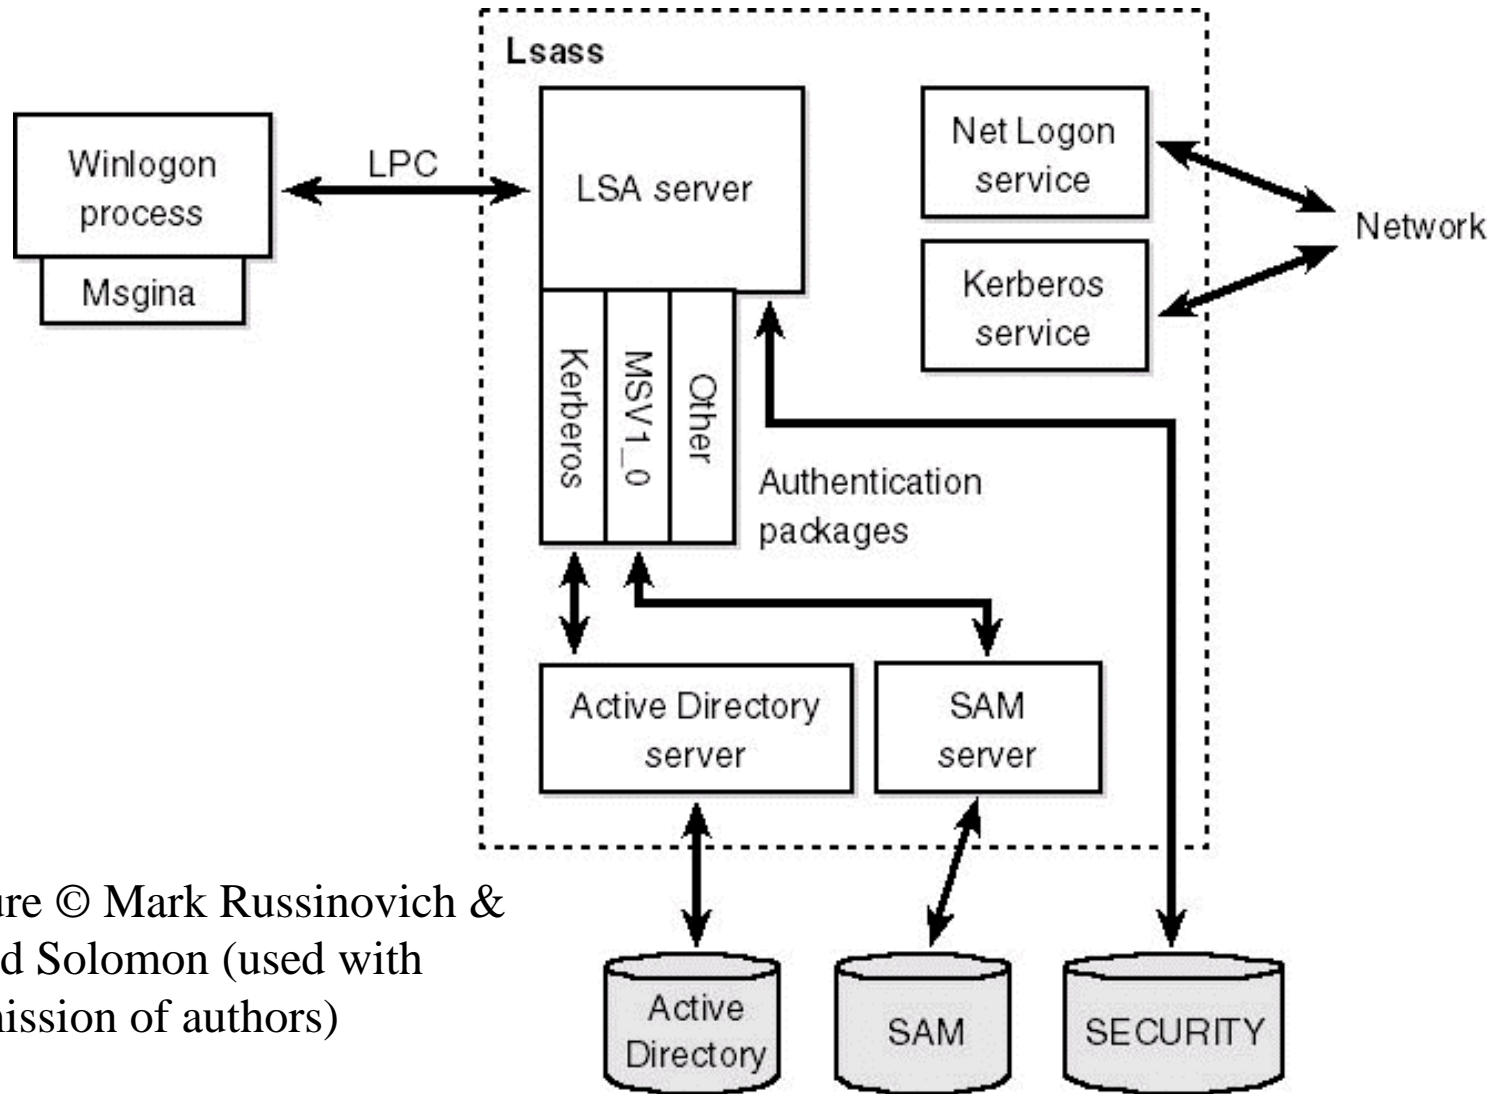 Lsass
Winlogon
process
Msgina
LPC
LSA server
Kerberos
MSV1_0
Other
Authentication
packages
Net Logon
service
Kerberos
service
Network
Active Directory
server
SAM
server
ure © Mark Russinovich &
d Solomon (used with
ission of authors)
Active
Directory
SAM
SECURITY